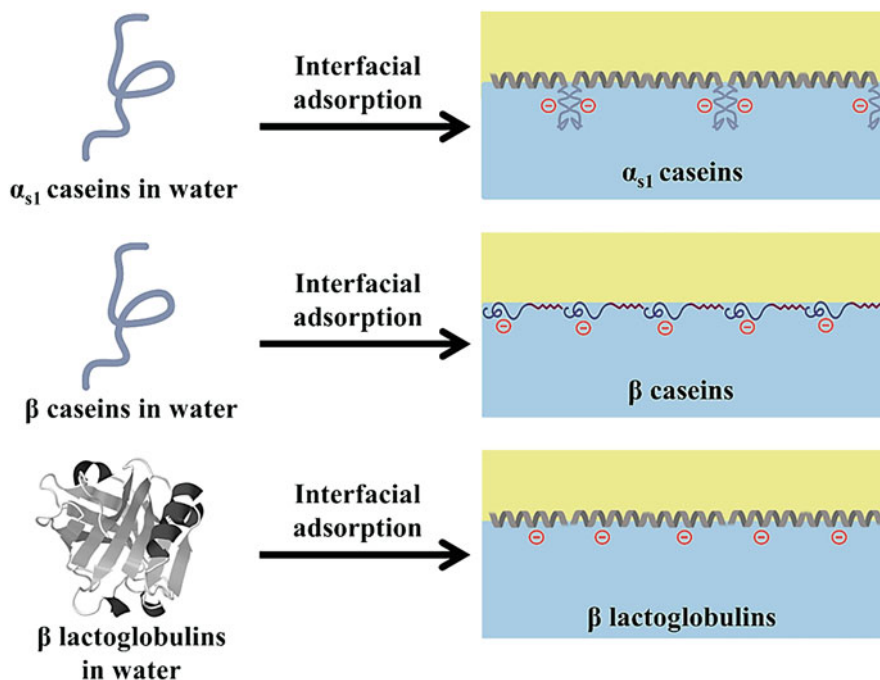 Interfacial
adsorption
αs1 caseins in water
αs1 caseins
Interfacial
adsorption
β caseins in water
β caseins
Interfacial
adsorption
β lactoglobulins
in water
β lactoglobulins